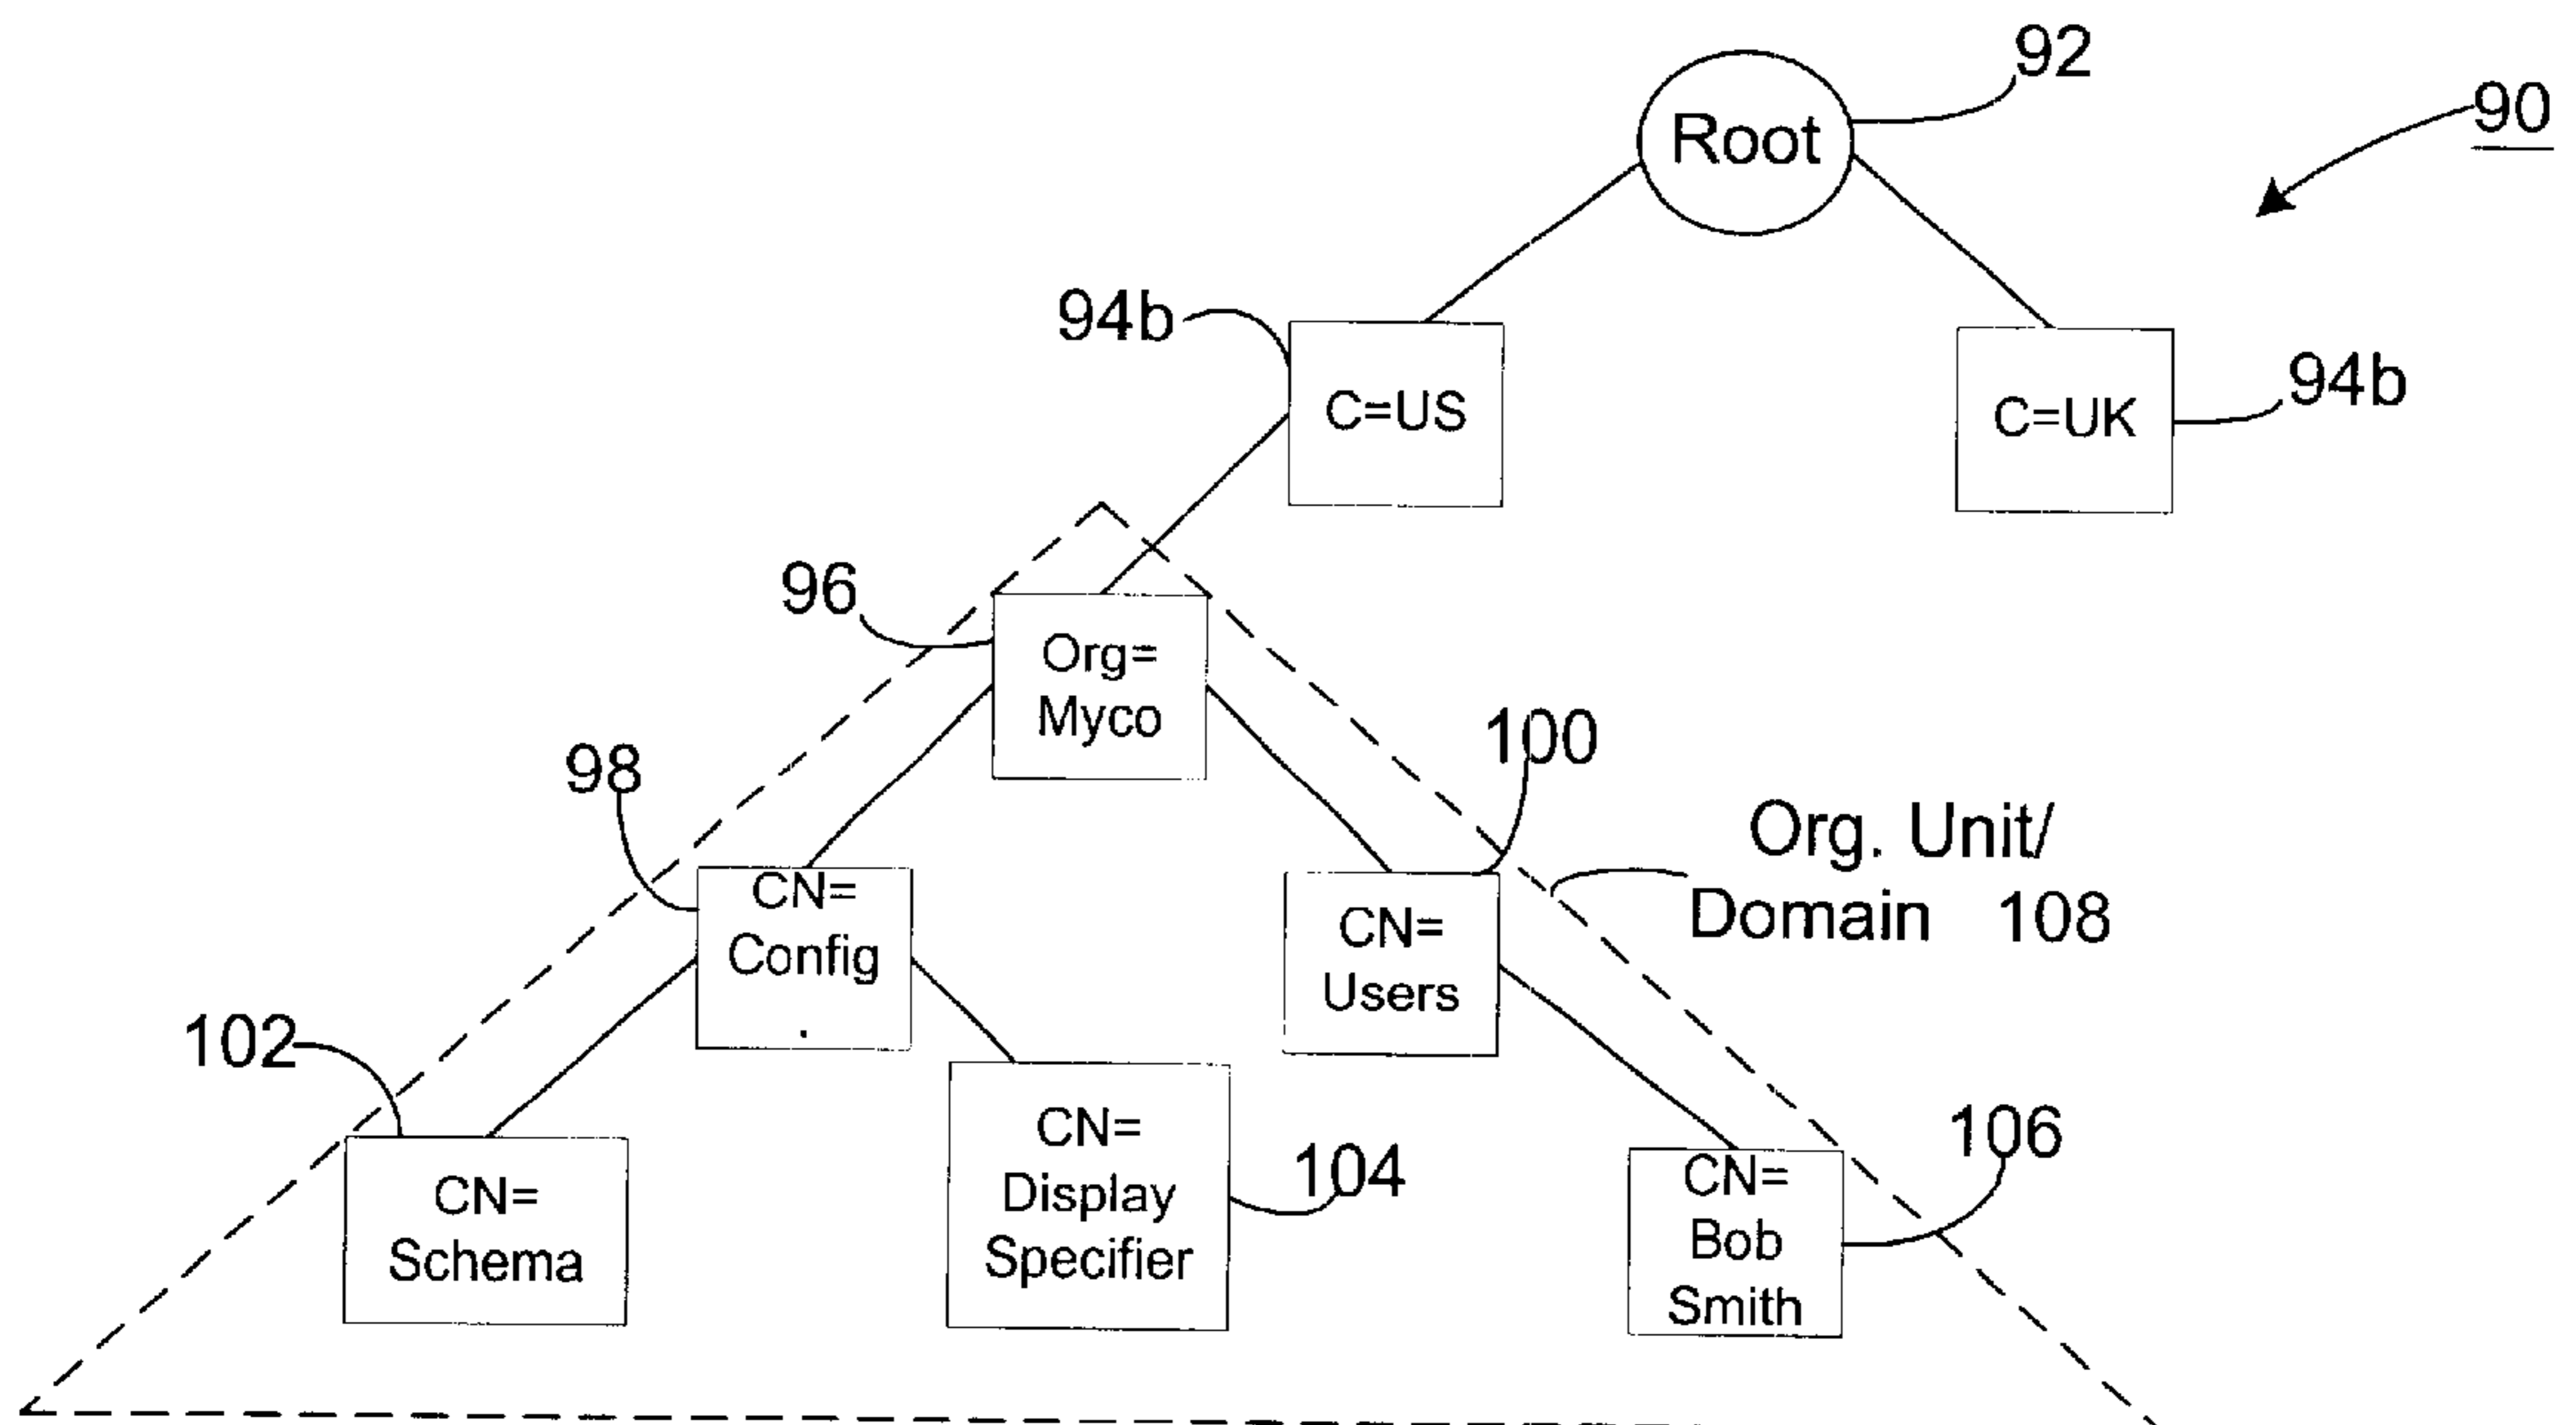 92
Root
90
94b
C=US
C=UK
94b
96
Org=
Myco
98
100
Org. Unit/
Domain 108
CN=
Config
.
CN=
Users
102
CN=
Schema
CN=
Display
Specifier
104
106
CN=
Bob
Smith